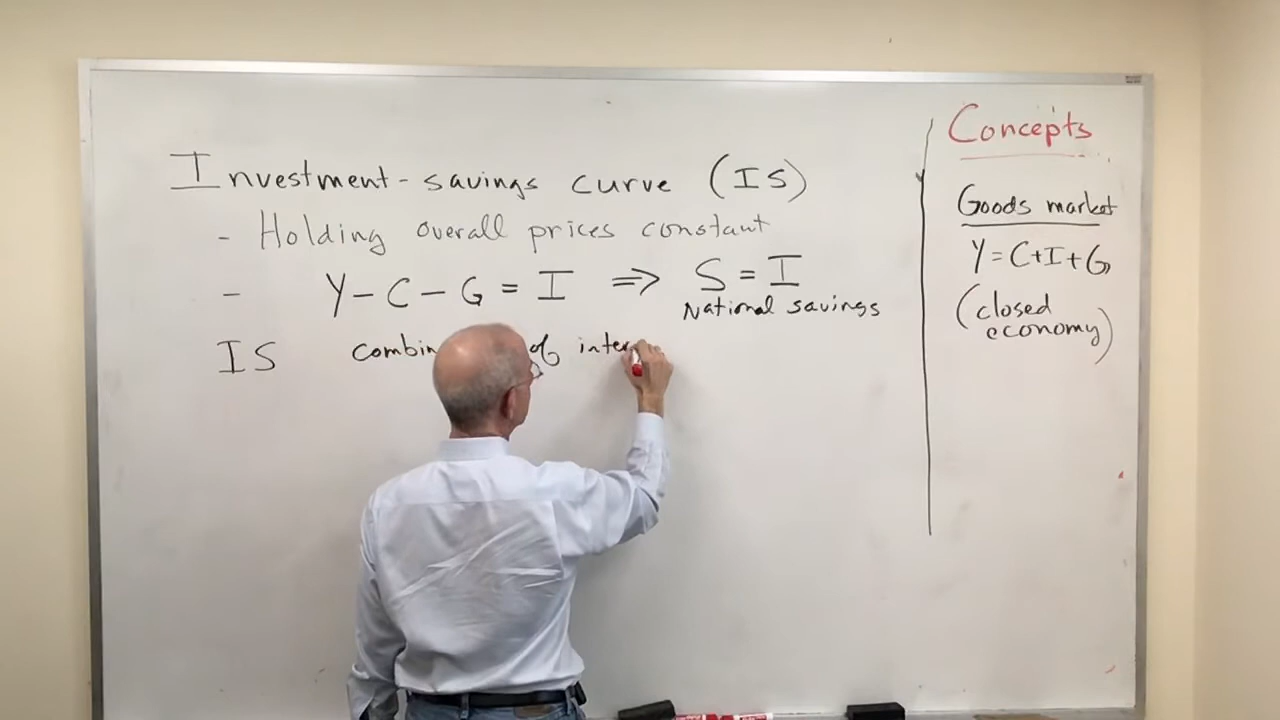 Investment-savings curve (IS)
- Holding overall prices constant
- Y-C-G=I ⇒ S=I
National savings
IS combin of inter
Concepts
Goods market
Y=C+I+G
(closed
economy)